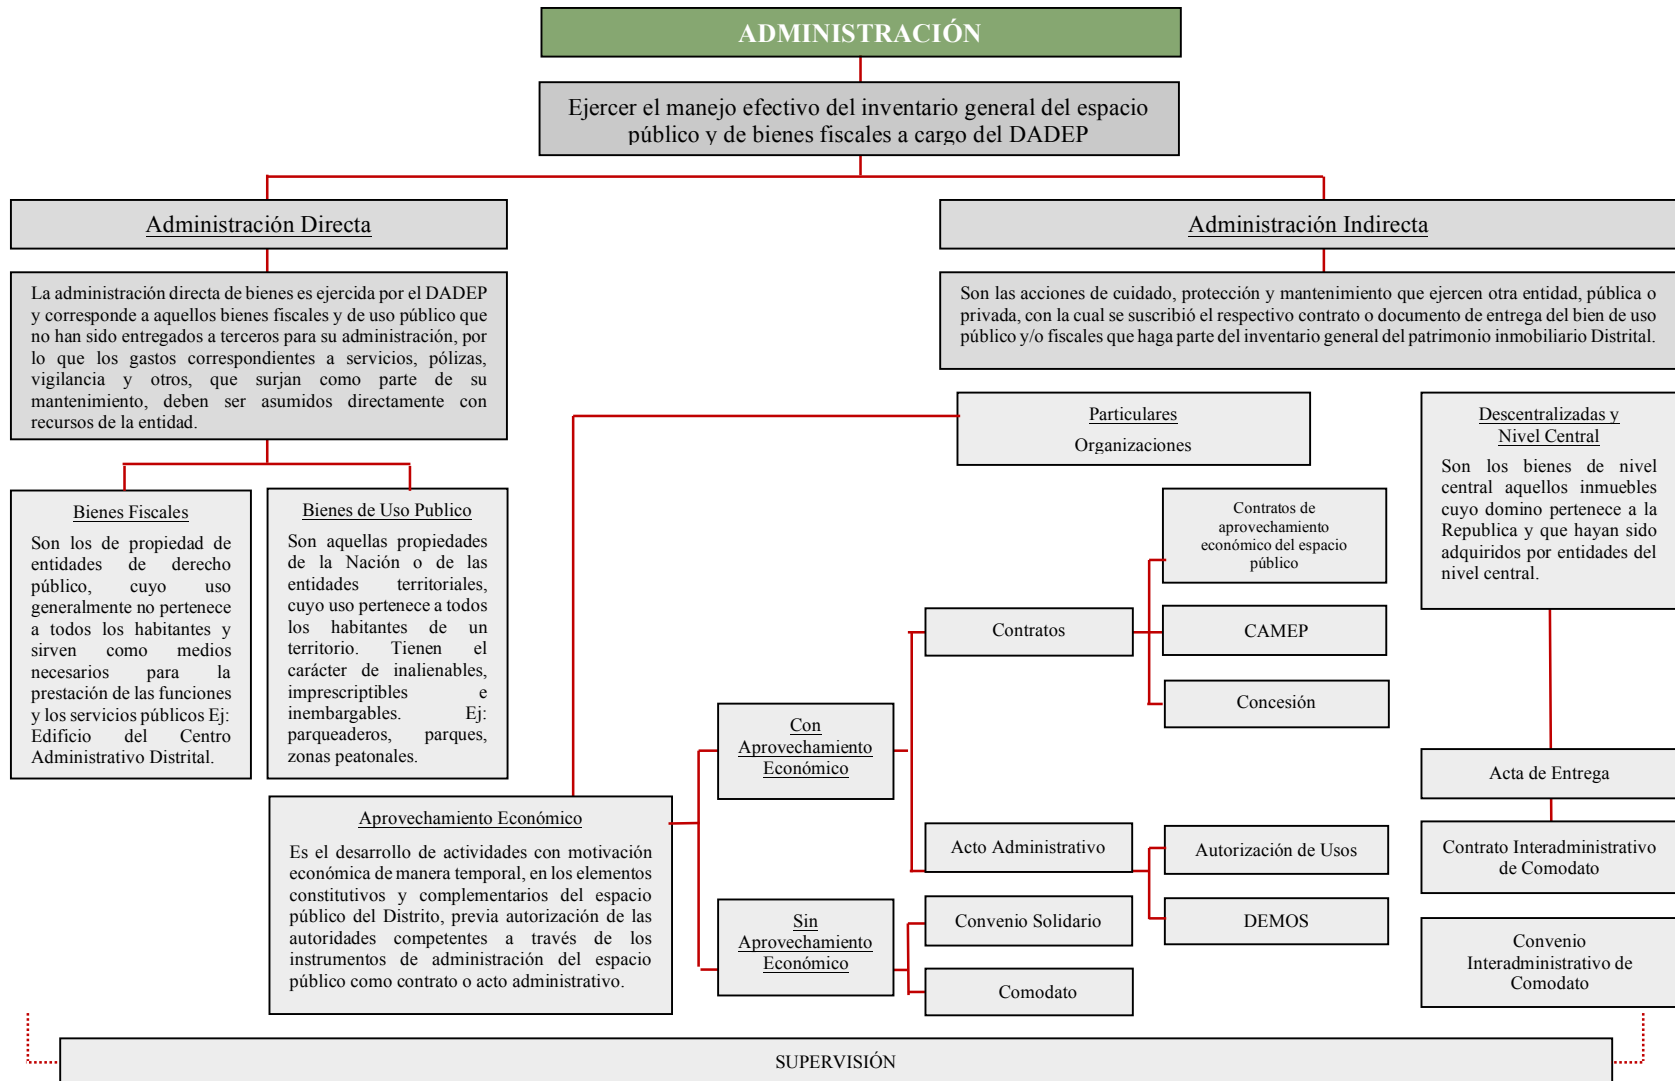 ADMINISTRACIÓN
Ejercer el manejo efectivo del inventario general del espacio
público y de bienes fiscales a cargo del DADEP
Administración Directa
La administración directa de bienes es ejercida por el DADEP
y corresponde a aquellos bienes fiscales y de uso público que
no han sido entregados a terceros para su administración, por
lo que los gastos correspondientes a servicios, pólizas,
vigilancia y otros, que surjan como parte de su
mantenimiento, deben ser asumidos directamente con
recursos de la entidad.
Bienes Fiscales
Son los de propiedad de
entidades de derecho
público, cuyo uso
generalmente no pertenece
a todos los habitantes y
sirven como medios
necesarios para la
prestación de las funciones
y los servicios públicos Ej:
Edificio del Centro
Administrativo Distrital.
Bienes de Uso Publico
Son aquellas propiedades
de la Nación o de las
entidades territoriales,
cuyo uso pertenece a todos
los habitantes de un
territorio. Tienen el
carácter de inalienables,
imprescriptibles e
inembargables. Ej:
parqueaderos, parques,
zonas peatonales.
Administración Indirecta
Son las acciones de cuidado, protección y mantenimiento que ejercen otra entidad, pública o
privada, con la cual se suscribió el respectivo contrato o documento de entrega del bien de uso
público y/o fiscales que haga parte del inventario general del patrimonio inmobiliario Distrital.
Particulares
Organizaciones
Aprovechamiento Económico
Es el desarrollo de actividades con motivación
económica de manera temporal, en los elementos
constitutivos y complementarios del espacio
público del Distrito, previa autorización de las
autoridades competentes a través de los
instrumentos de administración del espacio
público como contrato o acto administrativo.
Con
Aprovechamiento
Económico
Contratos
Contratos de
aprovechamiento
económico del espacio
público
CAMEP
Concesión
Acto Administrativo
Autorización de Usos
DEMOS
Sin
Aprovechamiento
Económico
Convenio Solidario
Comodato
Descentralizadas y
Nivel Central
Son los bienes de nivel
central aquellos inmuebles
cuyo domino pertenece a la
Republica y que hayan sido
adquiridos por entidades del
nivel central.
Acta de Entrega
Contrato Interadministrativo
de Comodato
Convenio
Interadministrativo de
Comodato
SUPERVISIÓN